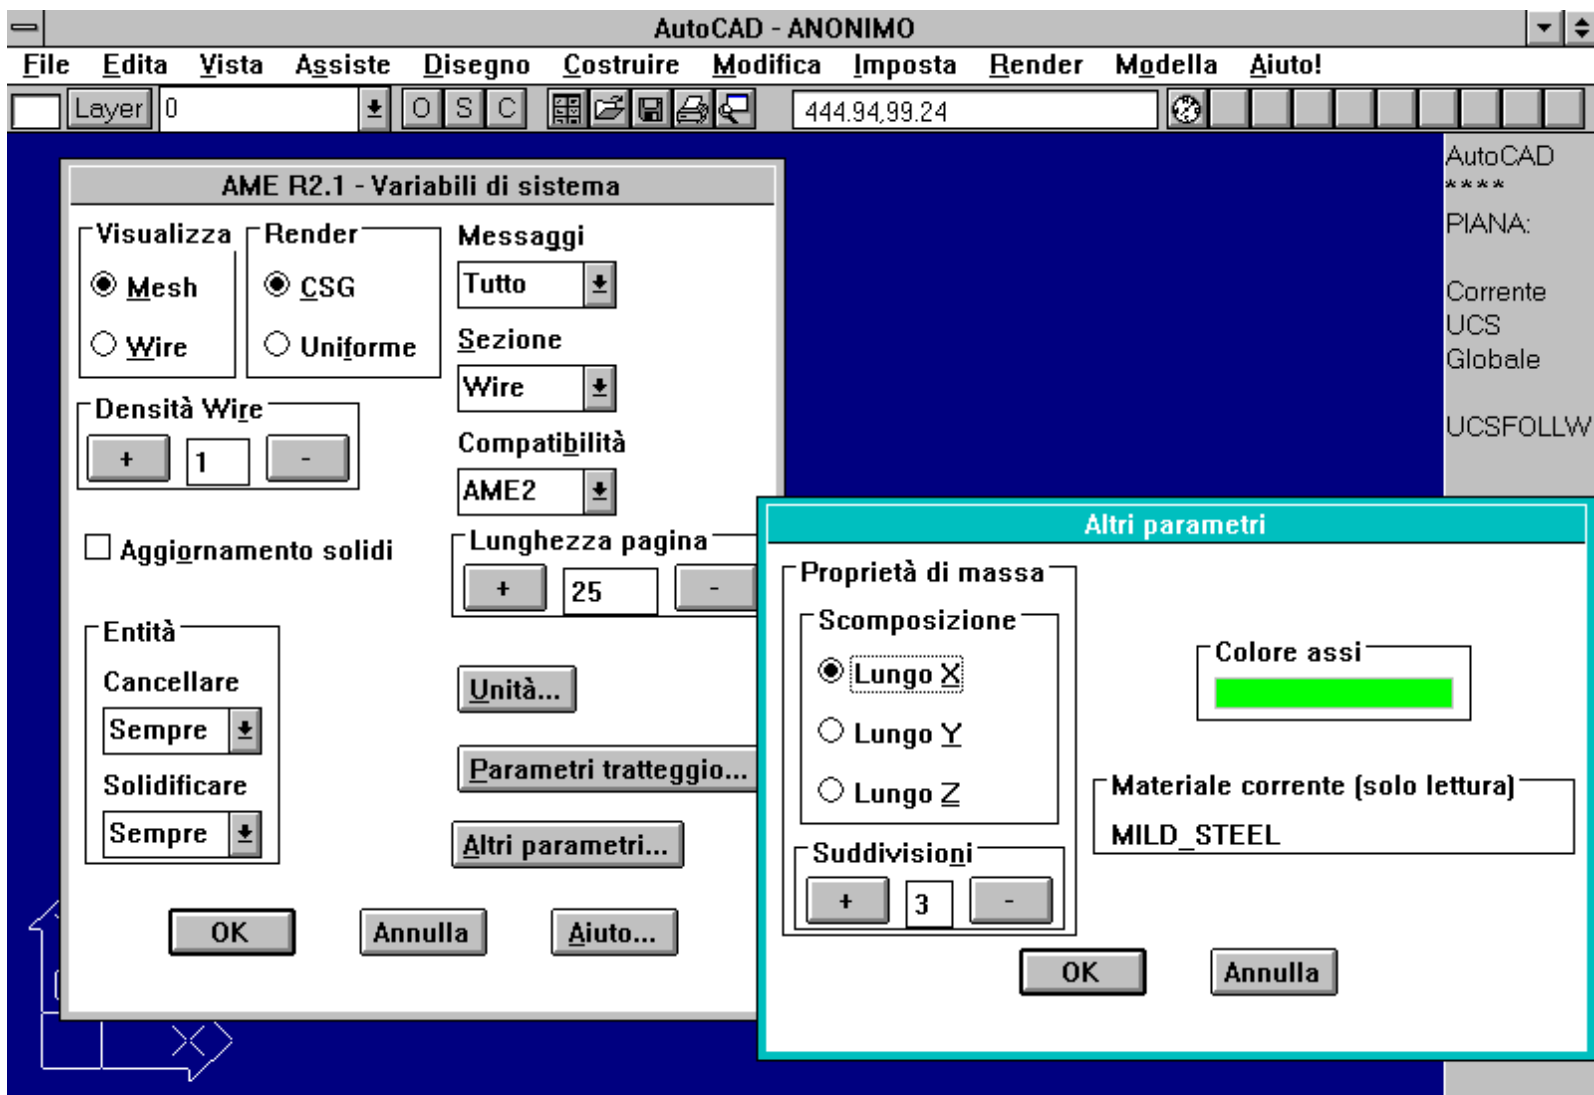 AutoCAD - ANONIMO
File Edita Vista Assiste Disegno Costruire Modifica Imposta Render Modella Aiuto!
Layer 0 O S C 444.94,99.24
AutoCAD
****
PIANA:
Corrente
UCS
Globale
UCSFOLLW
AME R2.1 - Variabili di sistema
Visualizza
Mesh
Wire
Render
CSG
Uniforme
Messaggi
Tutto
Sezione
Wire
Compatibilità
AME2
Densità Wire
+ 1 -
Aggiornamento solidi
Lunghezza pagina
+ 25 -
Entità
Cancellare
Sempre
Solidificare
Sempre
Unità...
Parametri tratteggio...
Altri parametri...
OK Annulla Aiuto...
Altri parametri
Proprietà di massa
Scomposizione
Lungo X
Lungo Y
Lungo Z
Suddivisioni
+ 3 -
Colore assi
Materiale corrente (solo lettura)
MILD_STEEL
OK Annulla